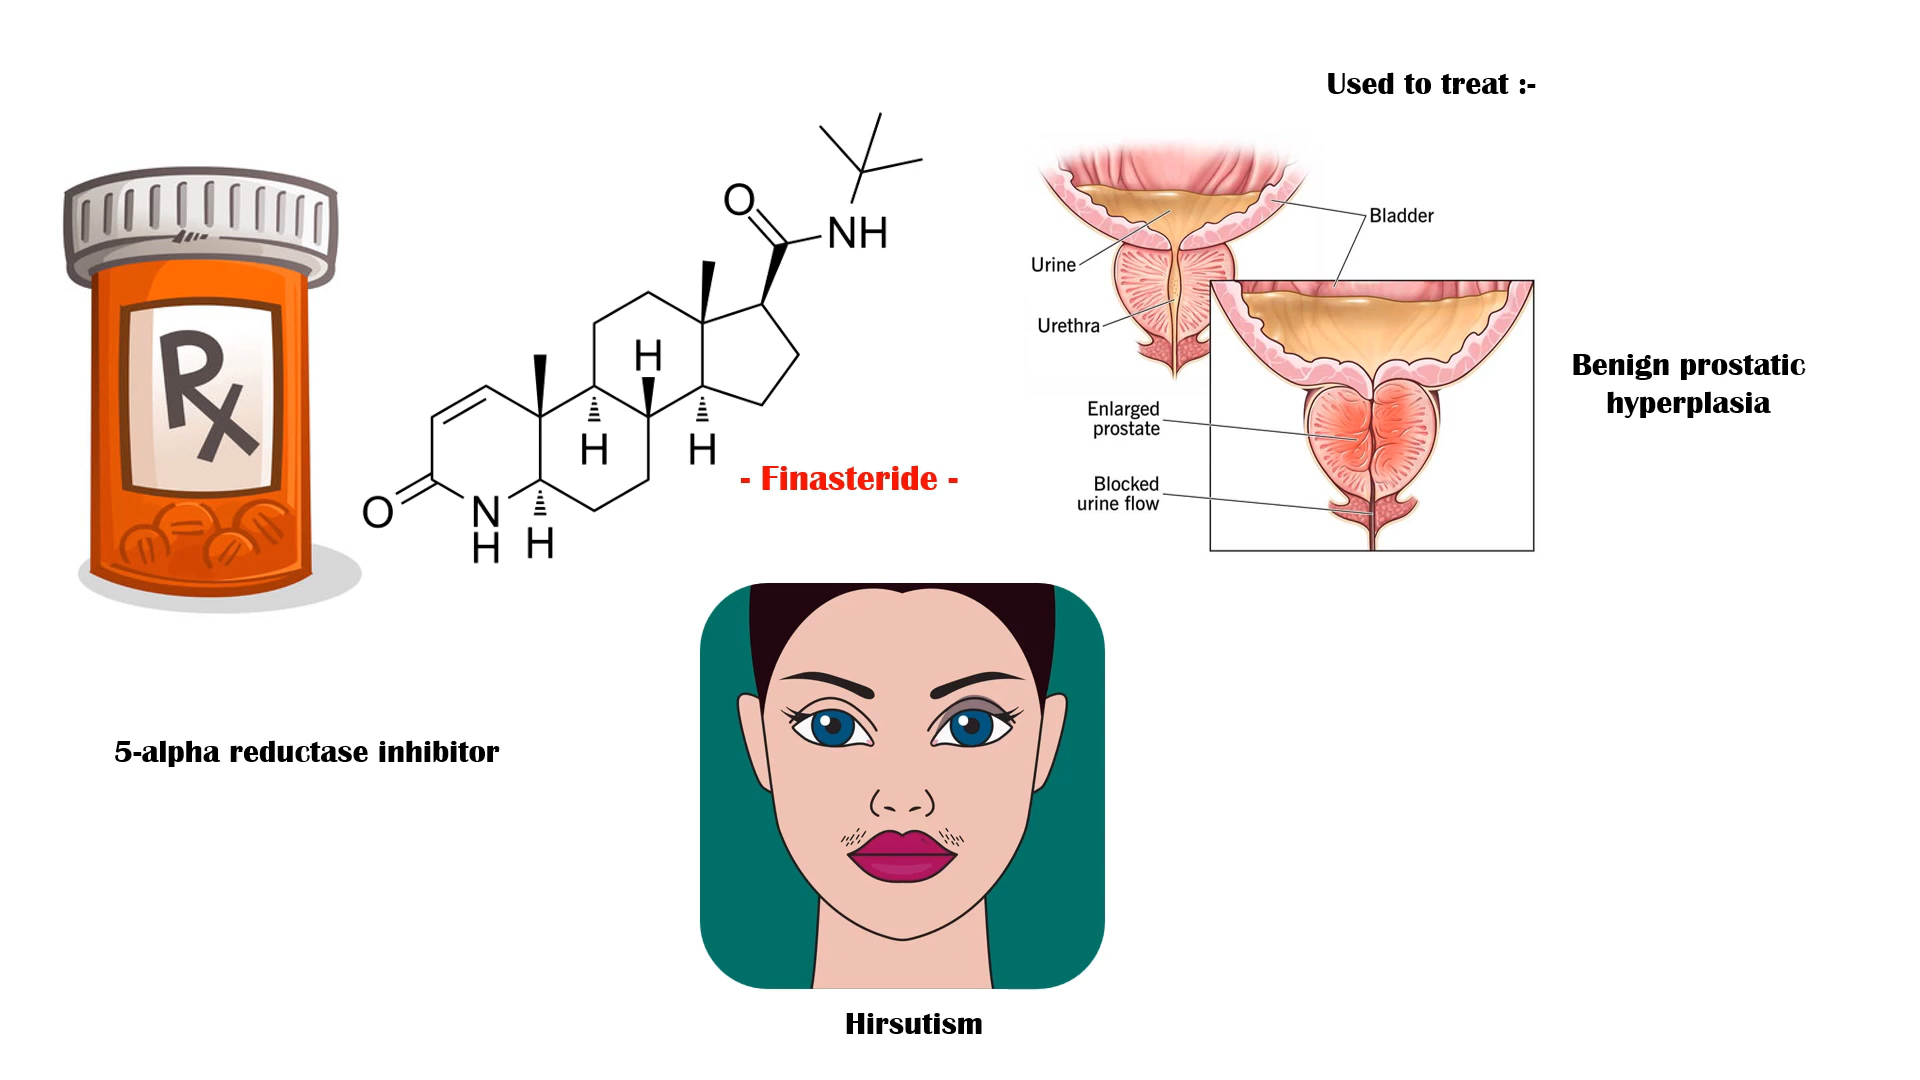 Used to treat :-
Rx
O
NH
H
H
H
O
N
H
H
- Finasteride -
Bladder
Urine
Urethra
Enlarged
prostate
Blocked
urine flow
Benign prostatic
hyperplasia
5-alpha reductase inhibitor
Hirsutism